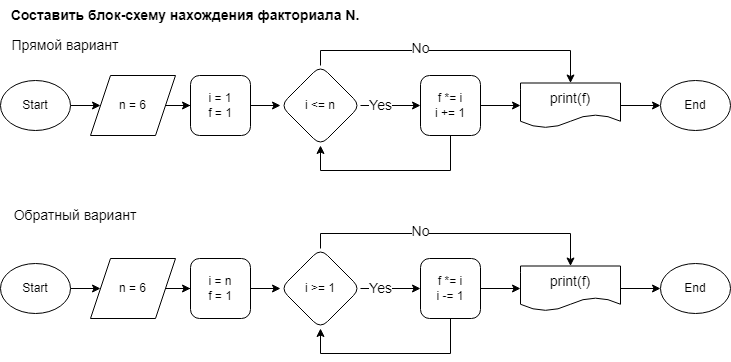 Составить блок-схему нахождения факториала N.
Прямой вариант
No
Start
n = 6
i = 1
f = 1
i <= n
Yes
f *= i
i += 1
print(f)
End
Обратный вариант
No
Start
n = 6
i = n
f = 1
i >= 1
Yes
f *= i
i -= 1
print(f)
End